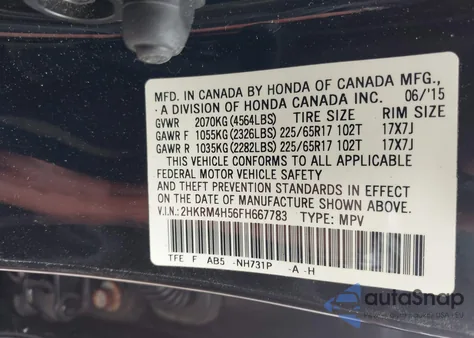 MFD. IN CANADA BY HONDA OF CANADA MFG.,
A DIVISION OF HONDA CANADA INC. 06/'15
GVWR 2070KG(4564LBS) TIRE SIZE RIM SIZE
GAWR F 1055KG(2326LBS) 225/65R17 102T 17X7J
GAWR R 1035KG(2282LBS) 225/65R17 102T 17X7J
THIS VEHICLE CONFORMS TO ALL APPLICABLE
FEDERAL MOTOR VEHICLE SAFETY
AND THEFT PREVENTION STANDARDS IN EFFECT
ON THE DATE OF MANUFACTURE SHOWN ABOVE.
V.I.N.: 2HKRM4H56FH667783 TYPE: MPV
TFE F AB5 -NH731P -A -H
autoSnap